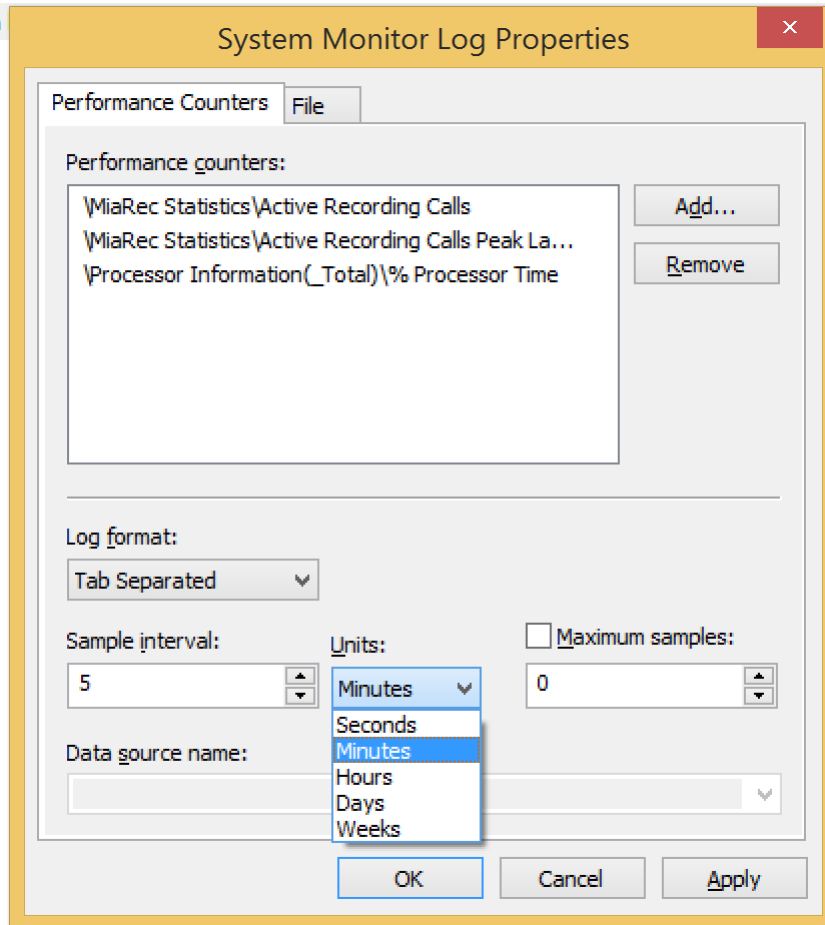 System Monitor Log Properties
Performance Counters
File
Performance counters:
\MiaRec Statistics\Active Recording Calls
\MiaRec Statistics\Active Recording Calls Peak La...
\Processor Information(_Total)\% Processor Time
Add...
Remove
Log format:
Tab Separated
Sample interval:
Units:
Maximum samples:
5
Minutes
0
Seconds
Minutes
Hours
Days
Weeks
Data source name:
OK
Cancel
Apply